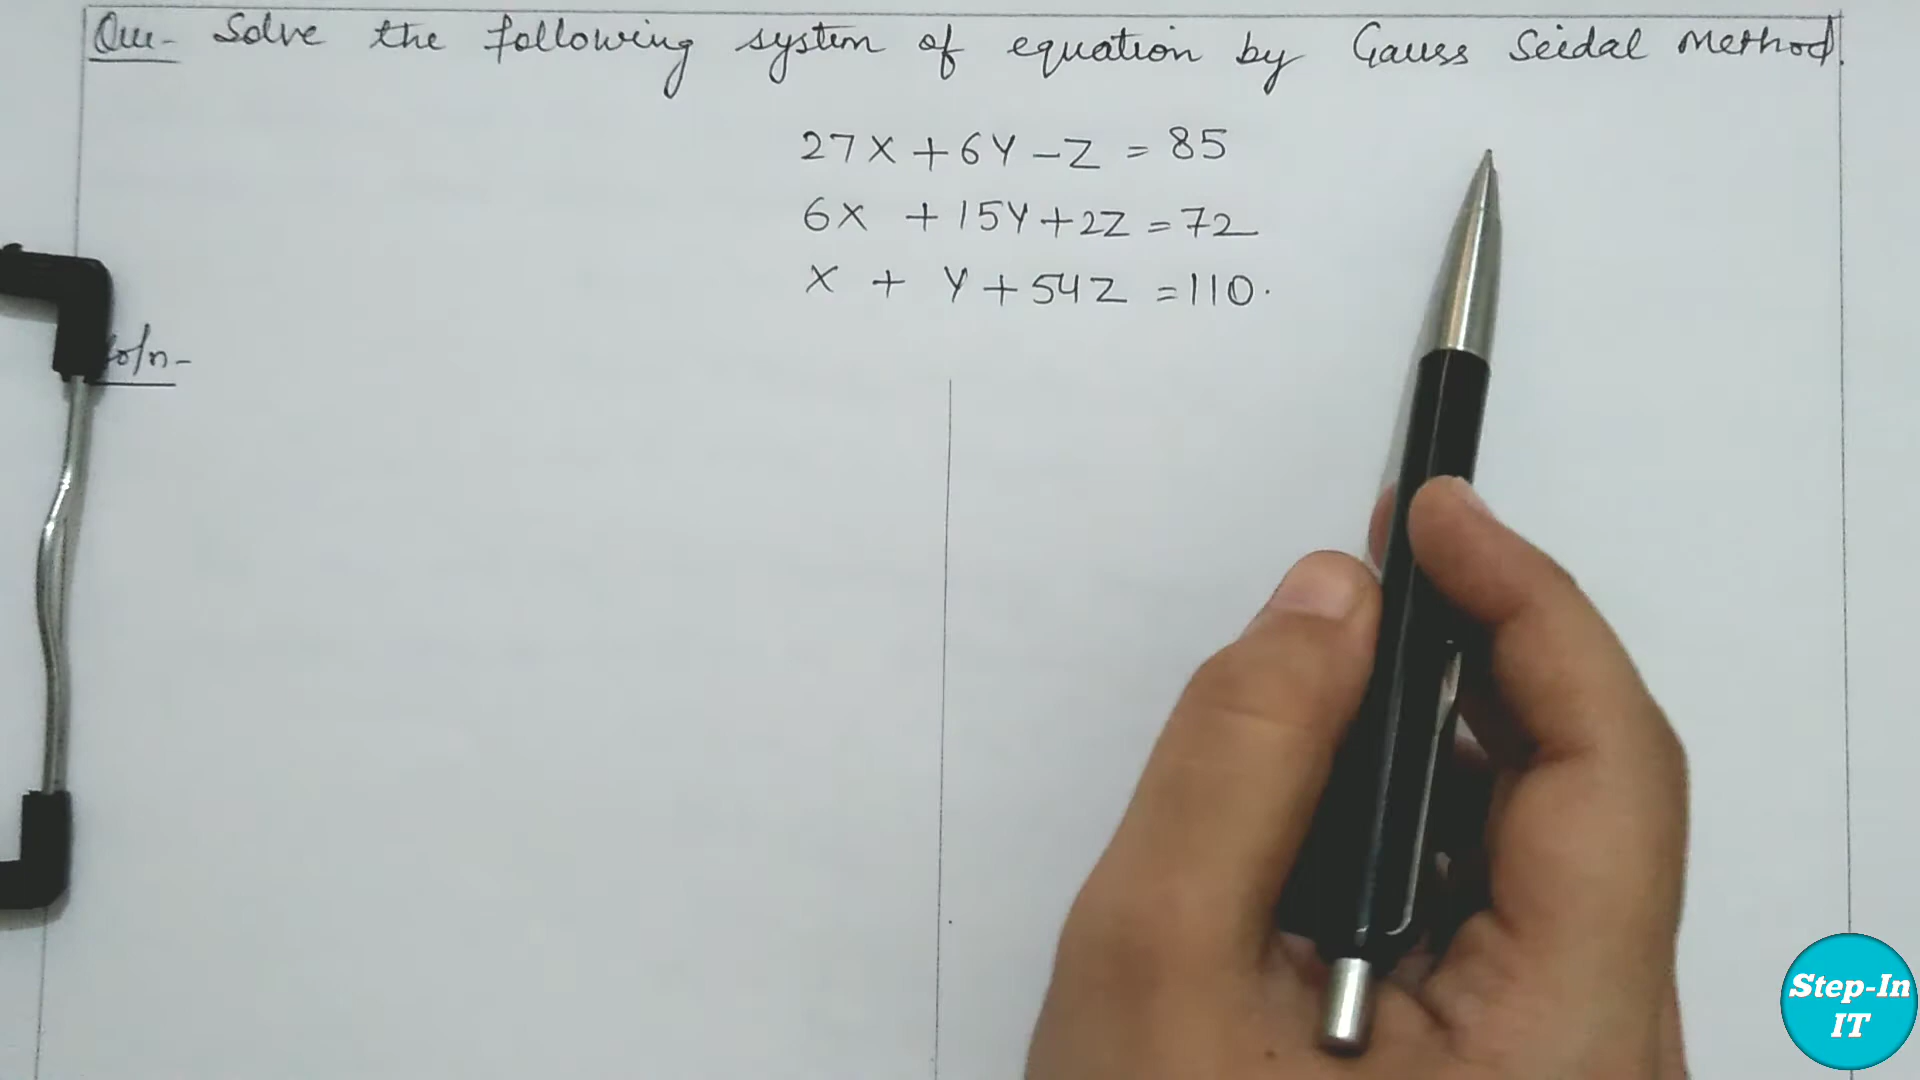 Que- Solve the following system of equation by Gauss Seidal Method.
27X + 6Y - Z = 85
6X + 15Y + 2Z = 72
X + Y + 54Z = 110.
Soln-
Step-In
IT